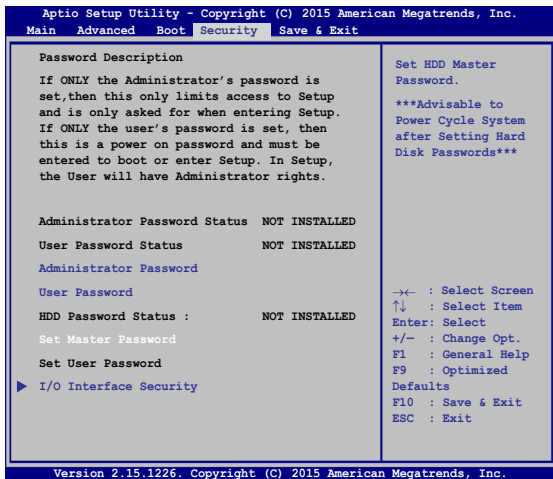 Aptio Setup Utility - Copyright (C) 2015 American Megatrends, Inc.
Main Advanced Boot Security Save & Exit
Password Description
If ONLY the Administrator's password is
set,then this only limits access to Setup
and is only asked for when entering Setup.
If ONLY the user's password is set, then
this is a power on password and must be
entered to boot or enter Setup. In Setup,
the User will have Administrator rights.
Administrator Password Status NOT INSTALLED
User Password Status NOT INSTALLED
Administrator Password
User Password
HDD Password Status : NOT INSTALLED
Set Master Password
Set User Password
I/O Interface Security
Set HDD Master
Password.
***Advisable to
Power Cycle System
after Setting Hard
Disk Passwords***
→← : Select Screen
↑↓ : Select Item
Enter: Select
+/— : Change Opt.
F1 : General Help
F9 : Optimized
Defaults
F10 : Save & Exit
ESC : Exit
Version 2.15.1226. Copyright (C) 2015 American Megatrends, Inc.